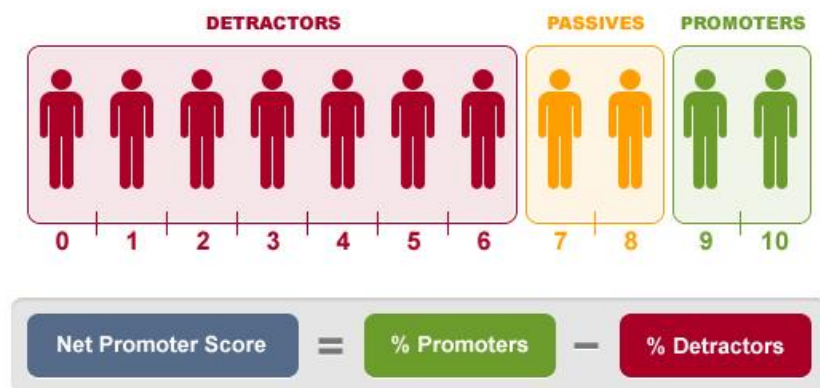 DETRACTORS PASSIVES PROMOTERS
0 1 2 3 4 5 6 7 8 9 10
Net Promoter Score = % Promoters − % Detractors